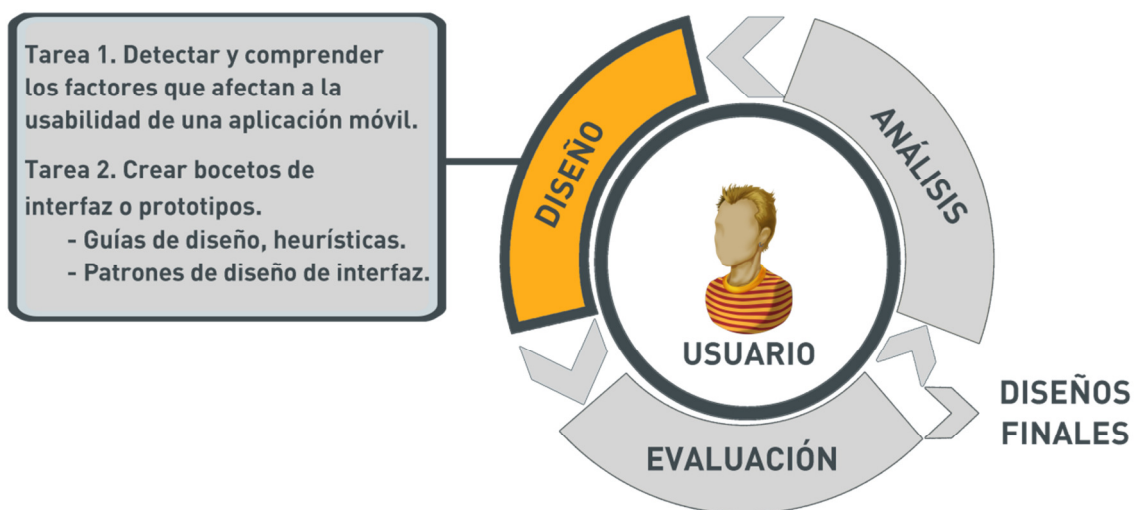 Tarea 1. Detectar y comprender
los factores que afectan a la
usabilidad de una aplicación móvil.
Tarea 2. Crear bocetos de
interfaz o prototipos.
- Guías de diseño, heurísticas.
- Patrones de diseño de interfaz.
DISEÑO
ANÁLISIS
USUARIO
EVALUACIÓN
DISEÑOS
FINALES